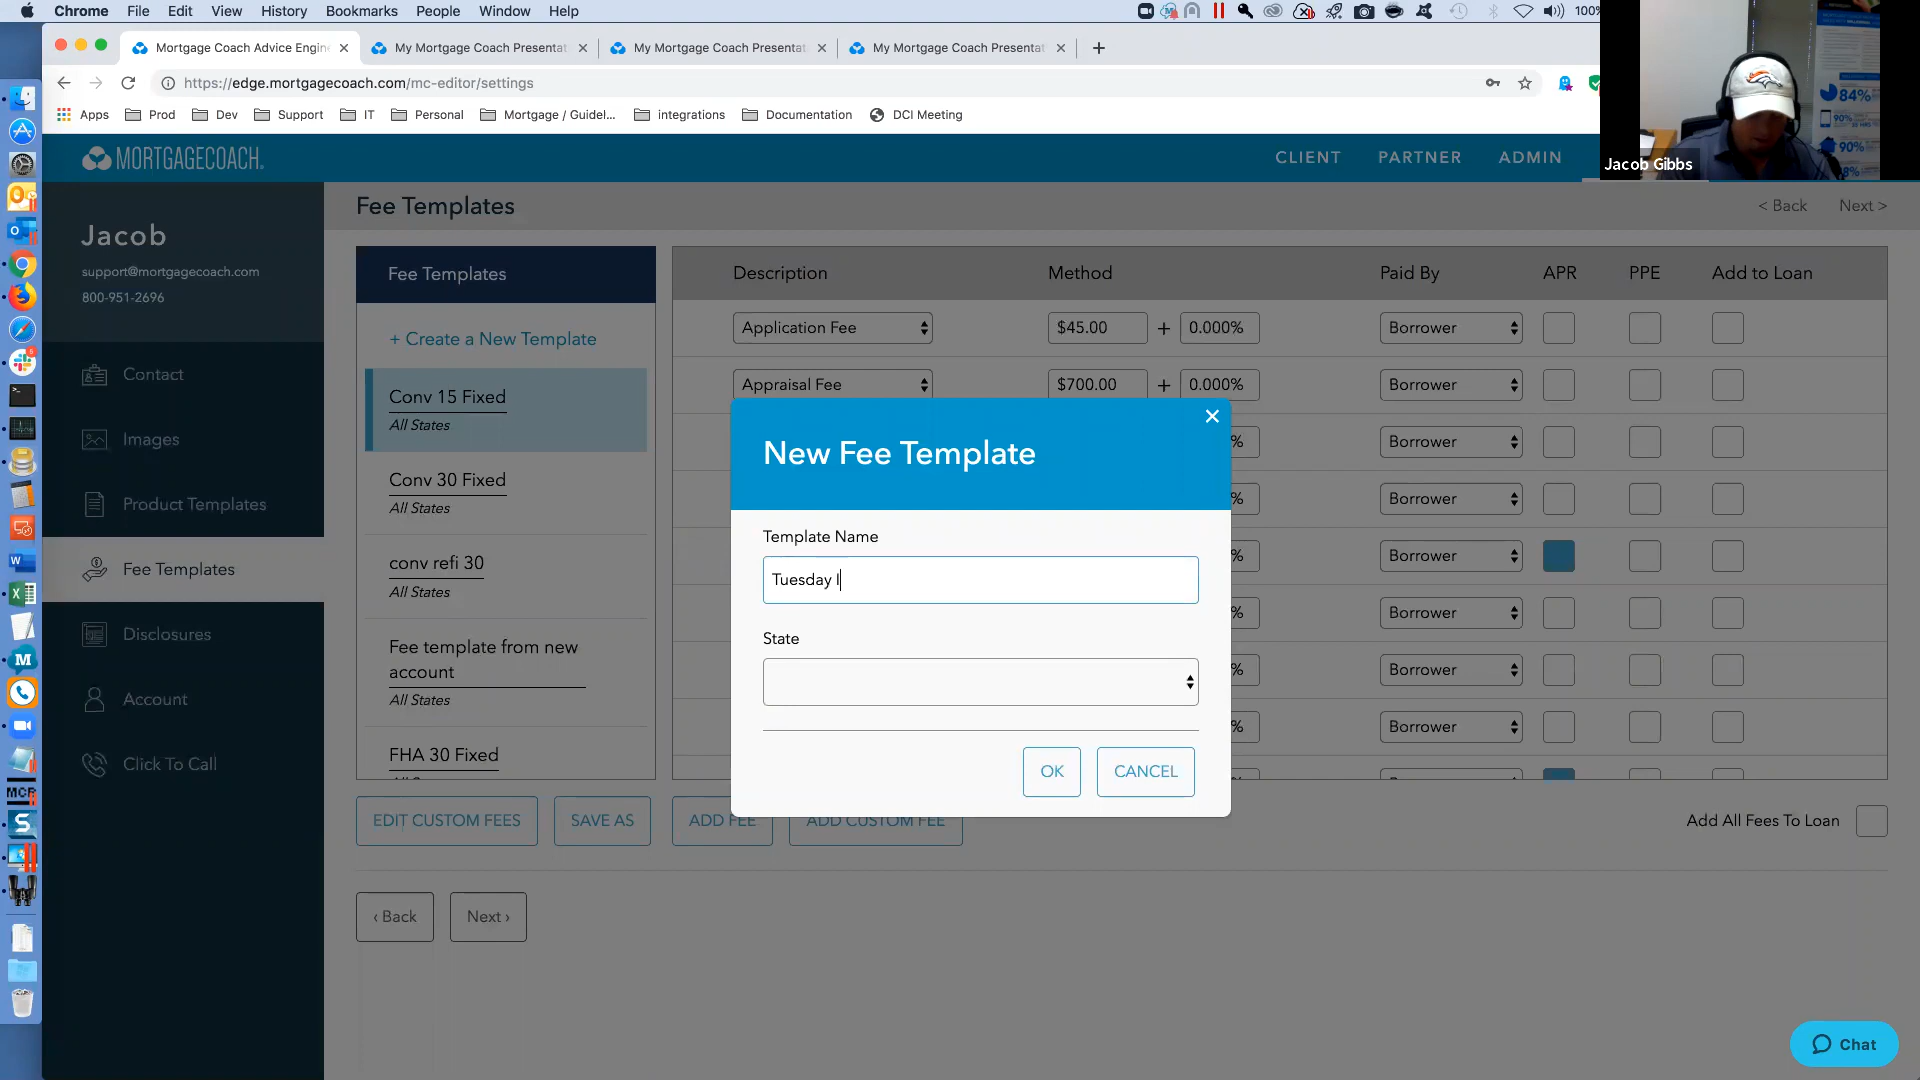 Chrome File Edit View History Bookmarks People Window Help 100%
Mortgage Coach Advice Engin My Mortgage Coach Presentat My Mortgage Coach Presentat My Mortgage Coach Presentat
https://edge.mortgagecoach.com/mc-editor/settings
Apps Prod Dev Support IT Personal Mortgage / Guidel... integrations Documentation DCI Meeting
84%
90%
90%
Jacob Gibbs
MORTGAGECOACH. CLIENT PARTNER ADMIN
Jacob
support@mortgagecoach.com
800-951-2696
Contact
Images
Product Templates
Fee Templates
Disclosures
Account
Click To Call
Fee Templates < Back Next >
Fee Templates
+ Create a New Template
Conv 15 Fixed
All States
Conv 30 Fixed
All States
conv refi 30
All States
Fee template from new
account
All States
FHA 30 Fixed
Description Method Paid By APR PPE Add to Loan
Application Fee $45.00 + 0.000% Borrower
Appraisal Fee $700.00 + 0.000% Borrower
% Borrower
% Borrower
% Borrower
% Borrower
% Borrower
% Borrower
New Fee Template
Template Name
Tuesday l
State
OK CANCEL
EDIT CUSTOM FEES SAVE AS ADD FEE ADD CUSTOM FEE Add All Fees To Loan
‹ Back Next ›
Chat